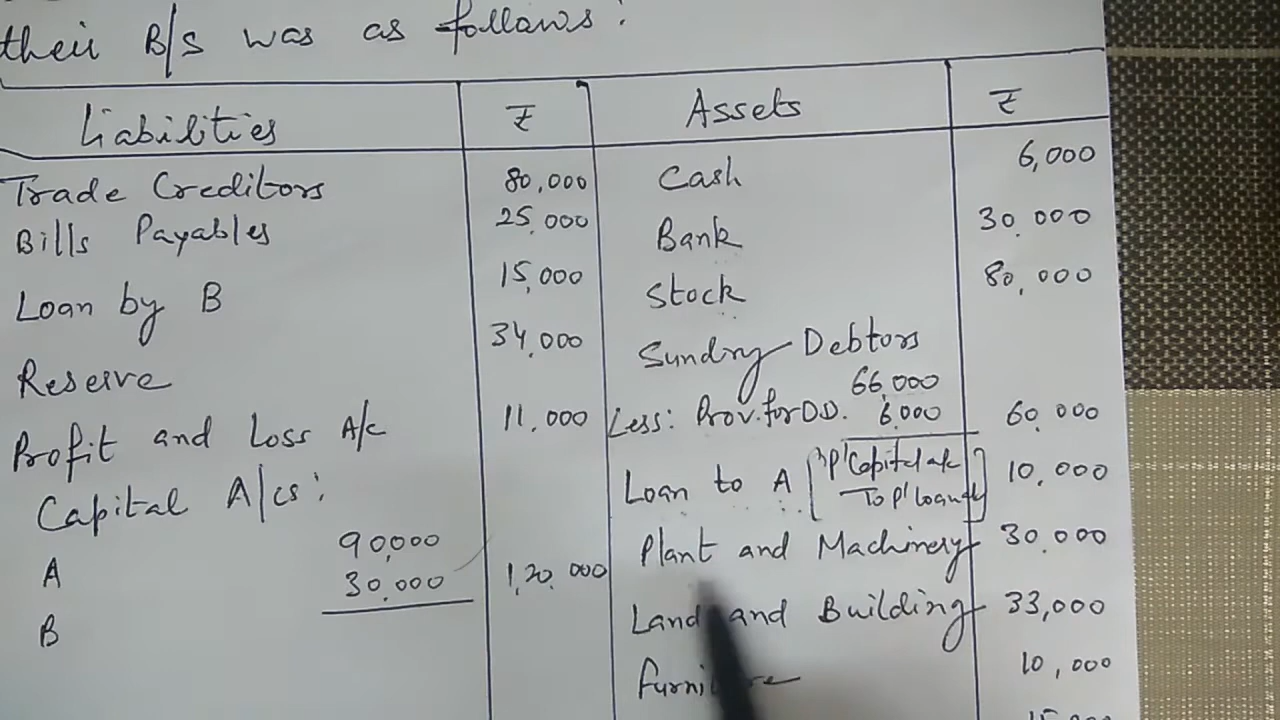 their B/S was as follows:
Liabilities ₹ Assets ₹
Trade Creditors 80,000 Cash 6,000
Bills Payables 25,000 Bank 30,000
Loan by B 15,000 Stock 80,000
Reserve 34,000 Sundry Debtors
66,000
Profit and Loss A/c 11,000 Less: Prov. for D.D. 6,000 60,000
Capital A/cs: Loan to A [P' Capital a/c 10,000
To P' loan
A 90,000 Plant and Machinery 30,000
B 30,000 1,20,000 Land and Building 33,000
10,000